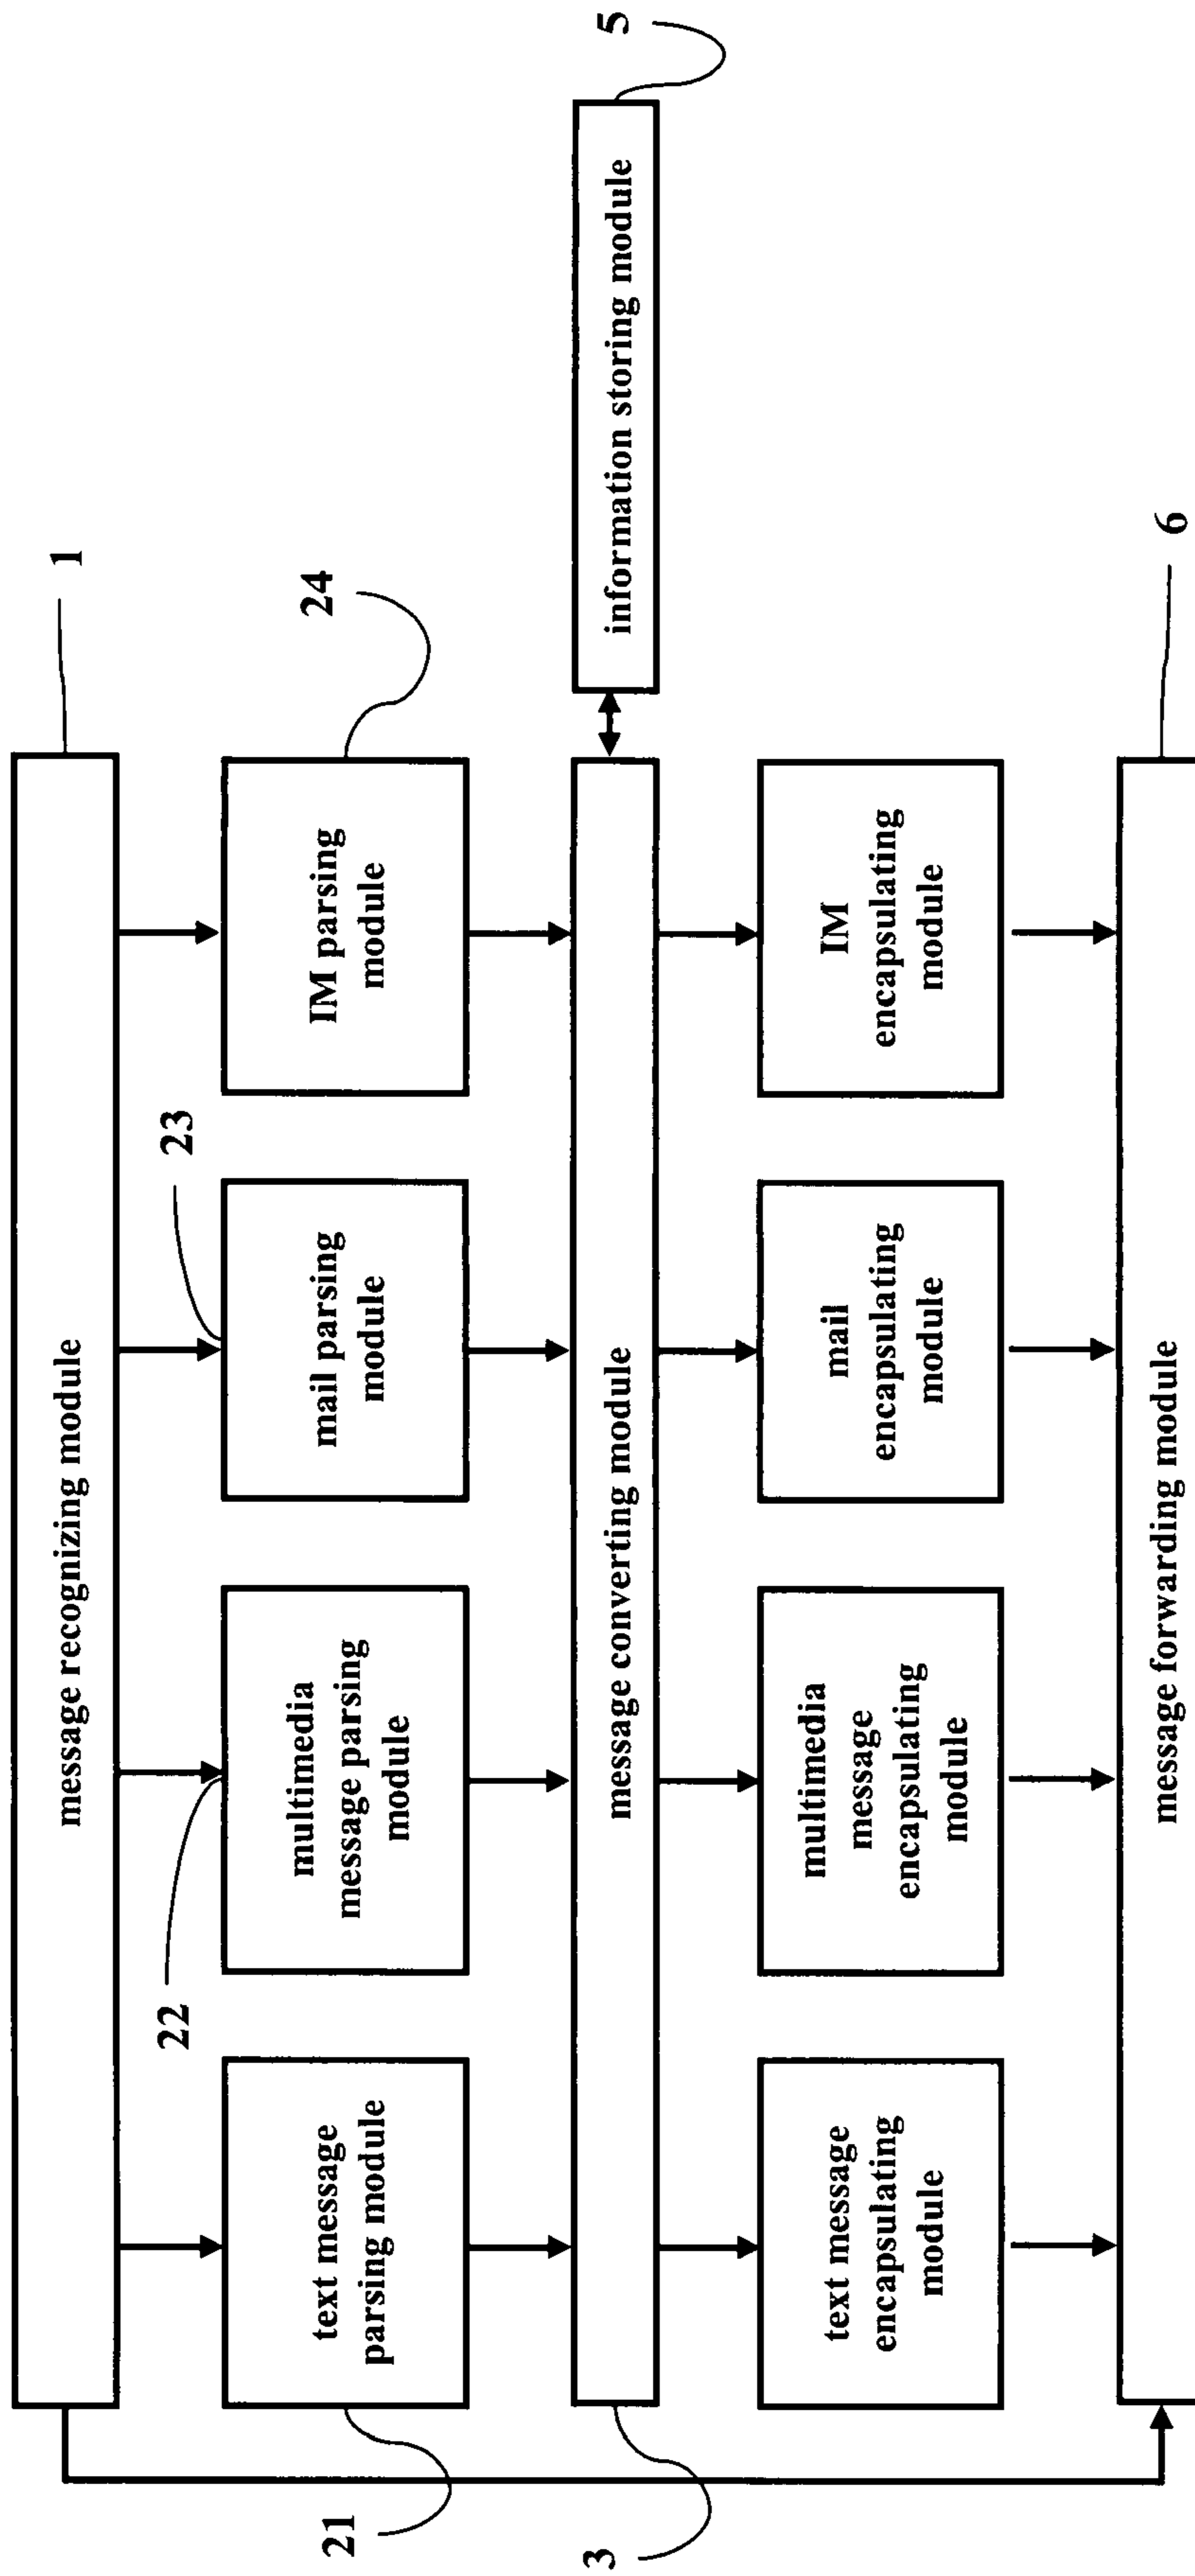 1
message recognizing module
21
text message
parsing module
22
multimedia
message parsing
module
23
mail parsing
module
24
IM parsing
module
3
message converting module
5
information storing module
text message
encapsulating
module
multimedia
message
encapsulating
module
mail
encapsulating
module
IM
encapsulating
module
6
message forwarding module